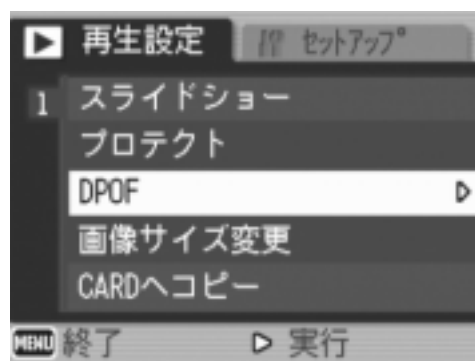 再生設定 セットアップ
1 スライドショー
プロテクト
DPOF
画像サイズ変更
CARDへコピー
MENU 終了 実行